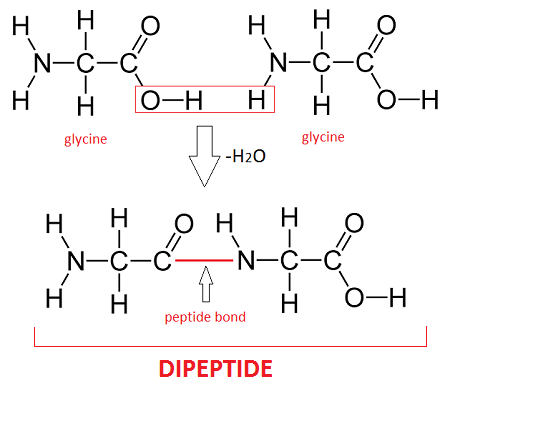 H H O H H O
N–C–C N–C–C
H H O–H H H O–H
glycine glycine
-H2O
H H O H H O
N–C–C N–C–C
H H H O–H
peptide bond
DIPEPTIDE